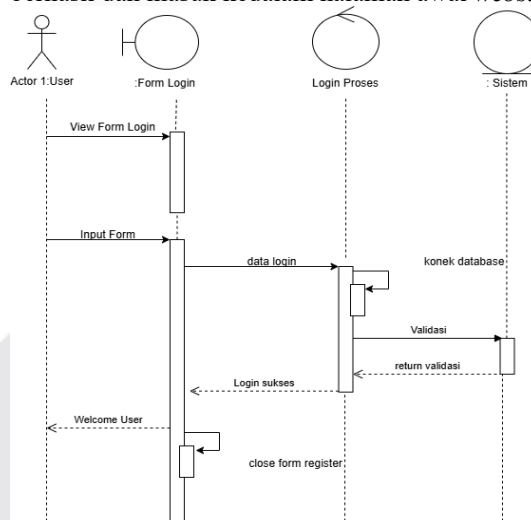 Actor 1:User
:Form Login
Login Proses
: Sistem
View Form Login
Input Form
data login
konek database
Validasi
return validasi
Login sukses
Welcome User
close form register